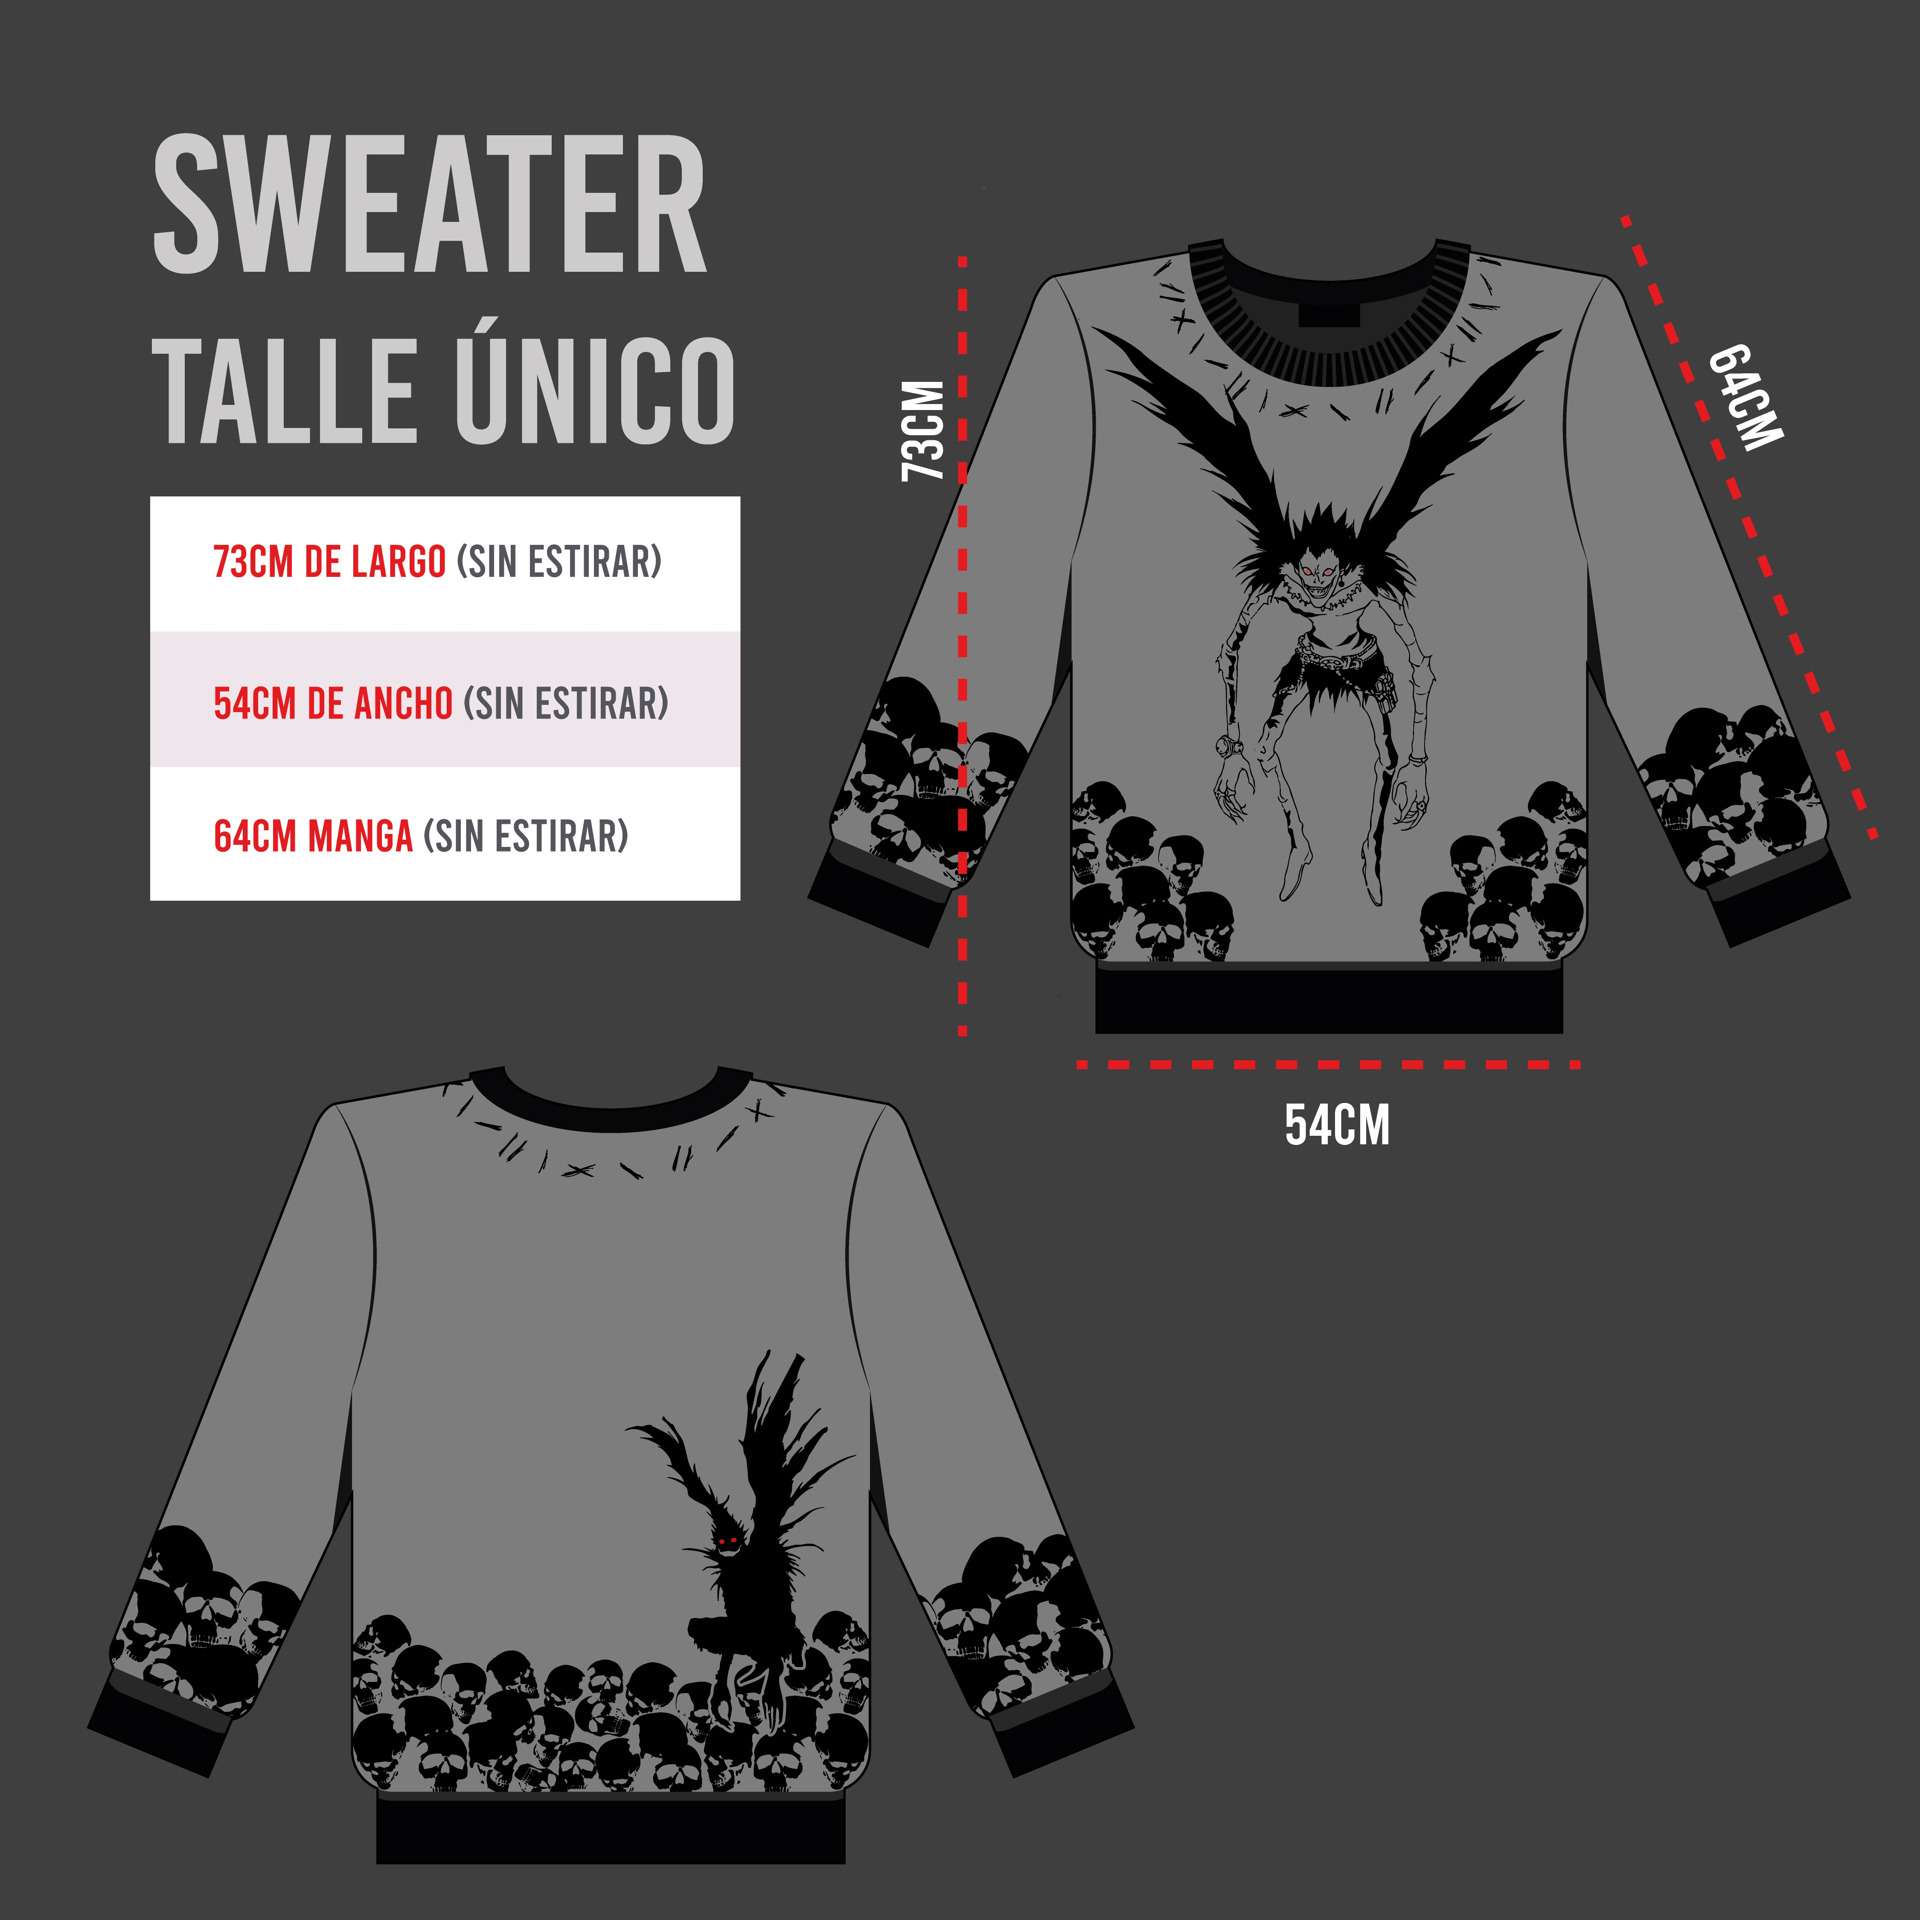 SWEATER
TALLE ÚNICO
73CM DE LARGO (SIN ESTIRAR)
54CM DE ANCHO (SIN ESTIRAR)
64CM MANGA (SIN ESTIRAR)
73CM
64CM
54CM